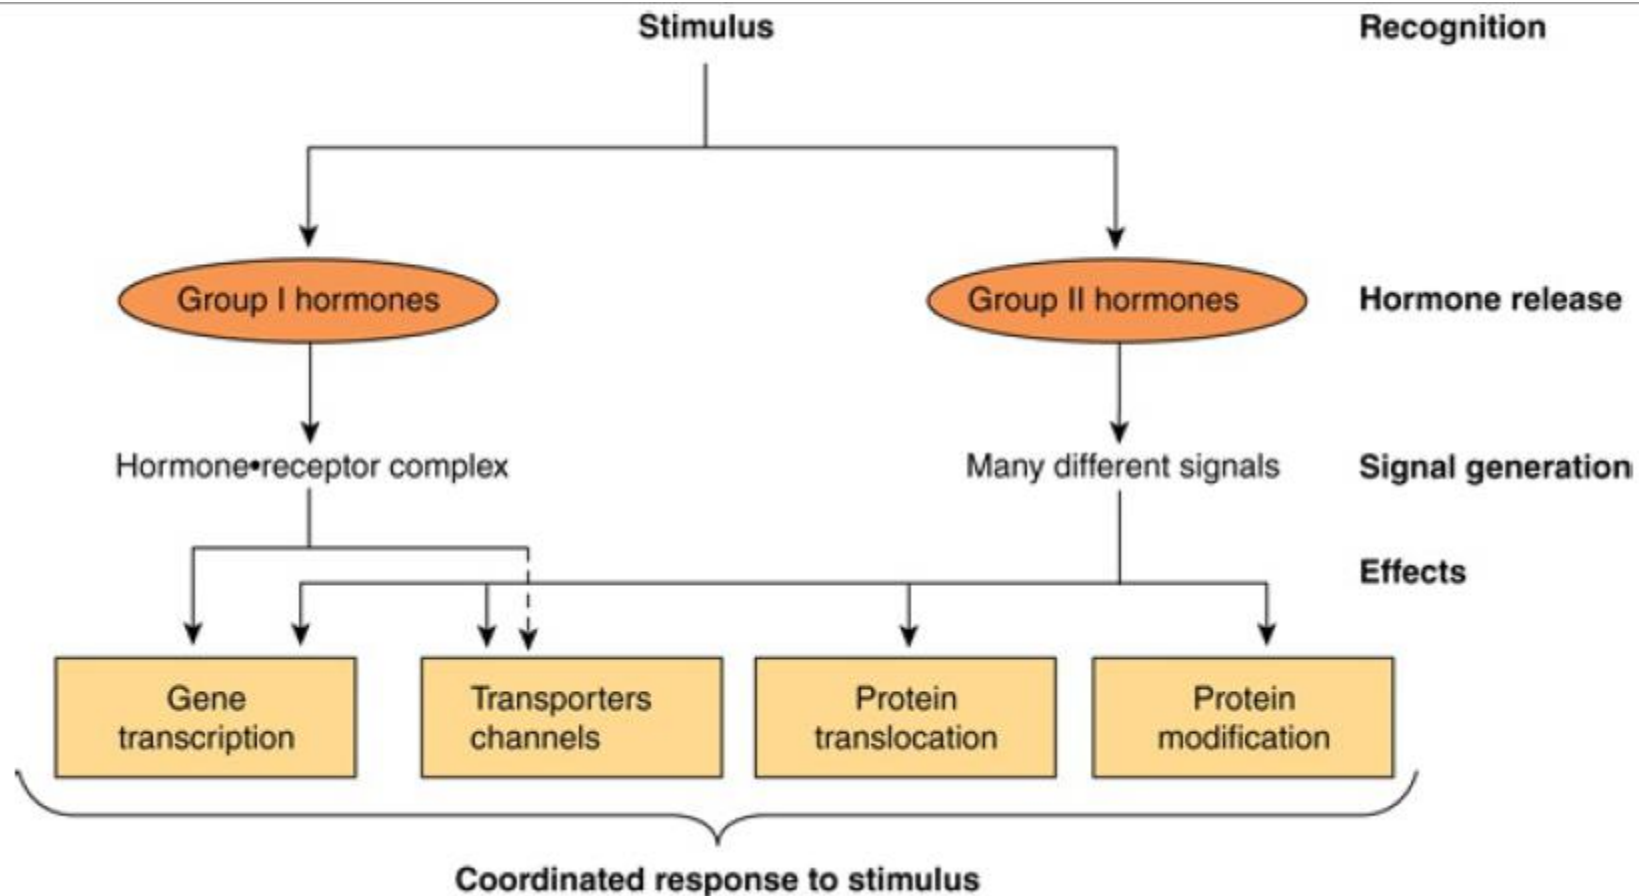 Stimulus
Recognition
Group I hormones
Group II hormones
Hormone release
Hormone•receptor complex
Many different signals
Signal generation
Effects
Gene
transcription
Transporters
channels
Protein
translocation
Protein
modification
Coordinated response to stimulus